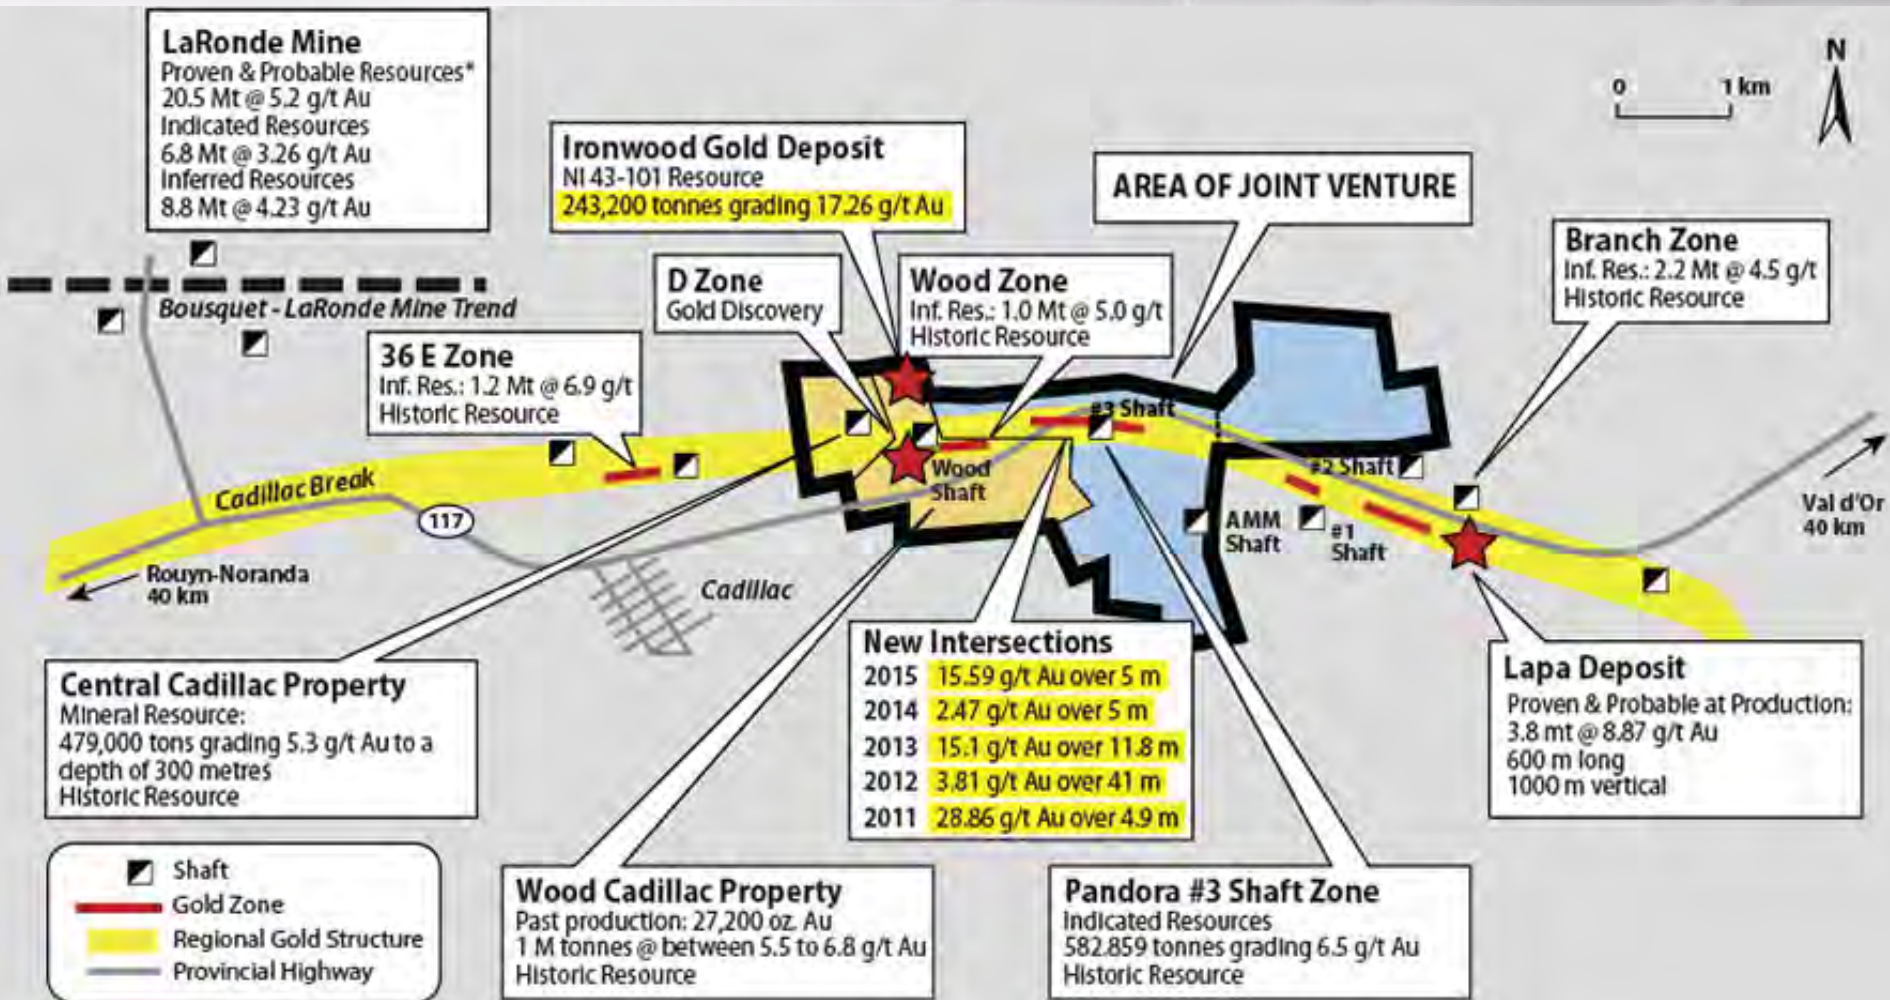 LaRonde Mine
Proven & Probable Resources*
20.5 Mt @ 5.2 g/t Au
Indicated Resources
6.8 Mt @ 3.26 g/t Au
Inferred Resources
8.8 Mt @ 4.23 g/t Au
Ironwood Gold Deposit
NI 43-101 Resource
243,200 tonnes grading 17.26 g/t Au
AREA OF JOINT VENTURE
0 1 km
N
Branch Zone
Inf. Res.: 2.2 Mt @ 4.5 g/t
Historic Resource
D Zone
Gold Discovery
Wood Zone
Inf. Res.: 1.0 Mt @ 5.0 g/t
Historic Resource
Bousquet - LaRonde Mine Trend
36 E Zone
Inf. Res.: 1.2 Mt @ 6.9 g/t
Historic Resource
#3 Shaft
#2 Shaft
Wood
Shaft
Cadillac Break
117
AMM
Shaft
#1
Shaft
Val d'Or
40 km
Rouyn-Noranda
40 km
Cadillac
Central Cadillac Property
Mineral Resource:
479,000 tons grading 5.3 g/t Au to a
depth of 300 metres
Historic Resource
New Intersections
2015 15.59 g/t Au over 5 m
2014 2.47 g/t Au over 5 m
2013 15.1 g/t Au over 11.8 m
2012 3.81 g/t Au over 41 m
2011 28.86 g/t Au over 4.9 m
Lapa Deposit
Proven & Probable at Production:
3.8 mt @ 8.87 g/t Au
600 m long
1000 m vertical
Shaft
Gold Zone
Regional Gold Structure
Provincial Highway
Wood Cadillac Property
Past production: 27,200 oz. Au
1 M tonnes @ between 5.5 to 6.8 g/t Au
Historic Resource
Pandora #3 Shaft Zone
Indicated Resources
582.859 tonnes grading 6.5 g/t Au
Historic Resource